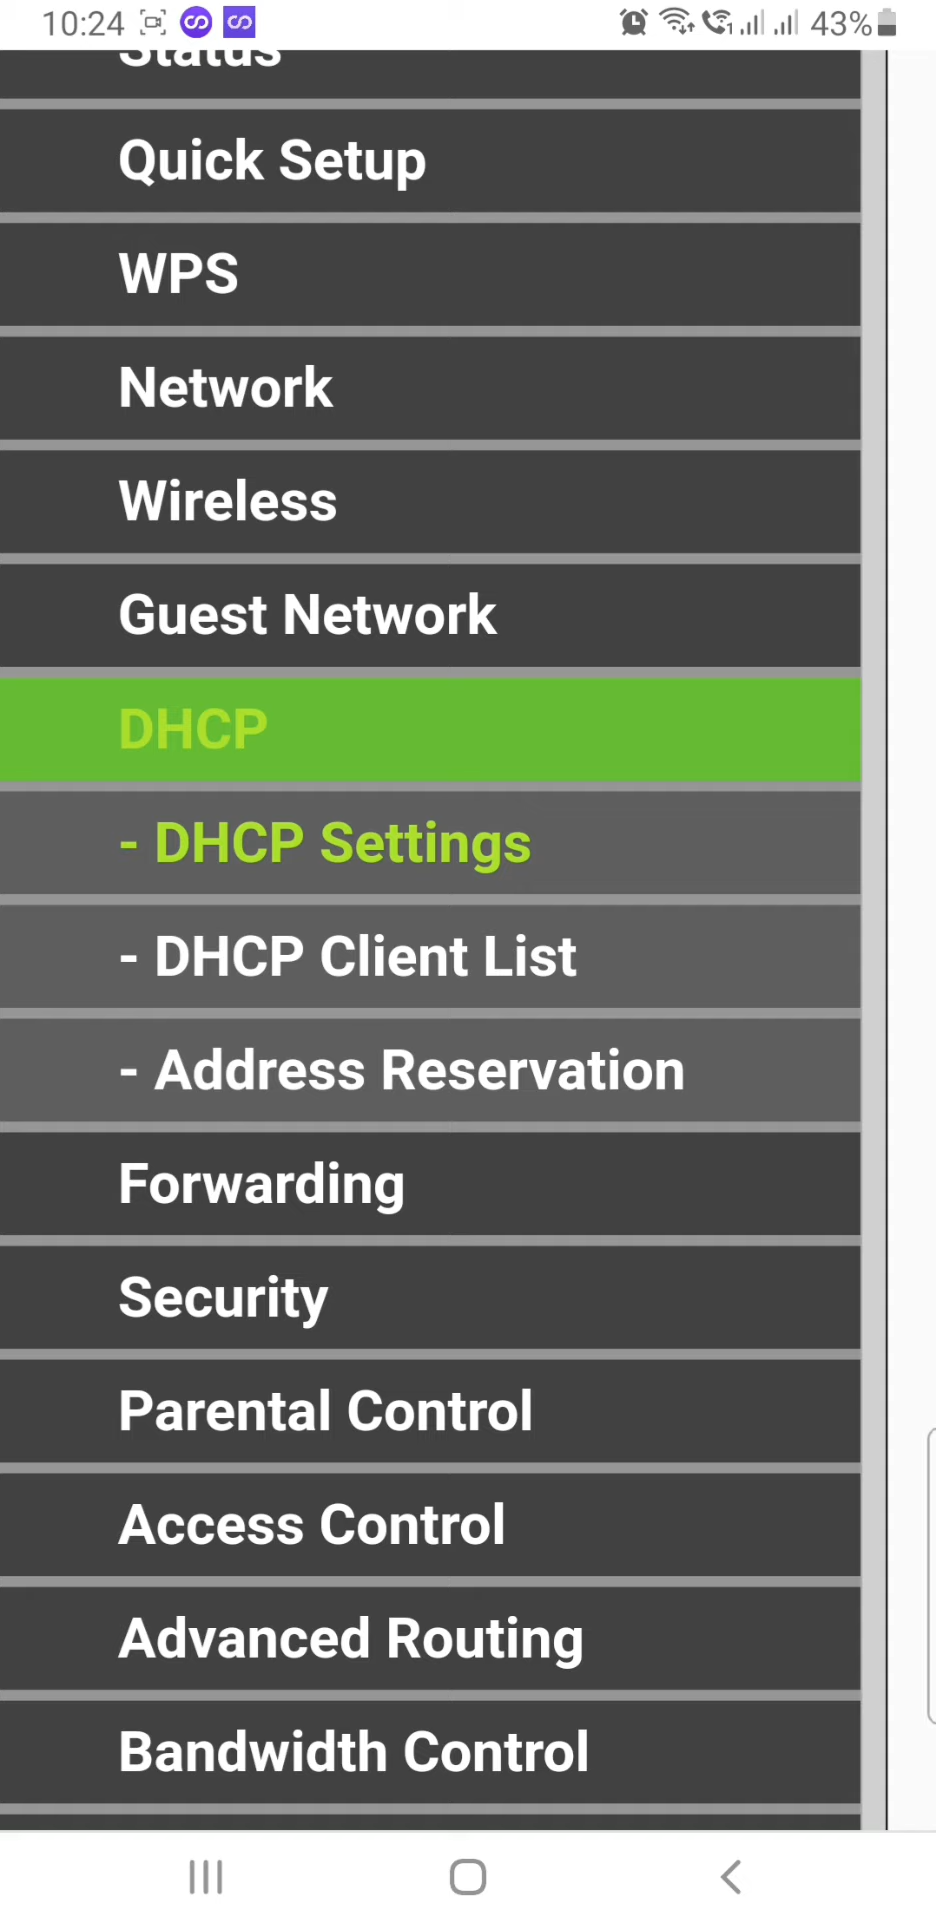 10:24
1
43%
Status
Quick Setup
WPS
Network
Wireless
Guest Network
DHCP
- DHCP Settings
- DHCP Client List
- Address Reservation
Forwarding
Security
Parental Control
Access Control
Advanced Routing
Bandwidth Control